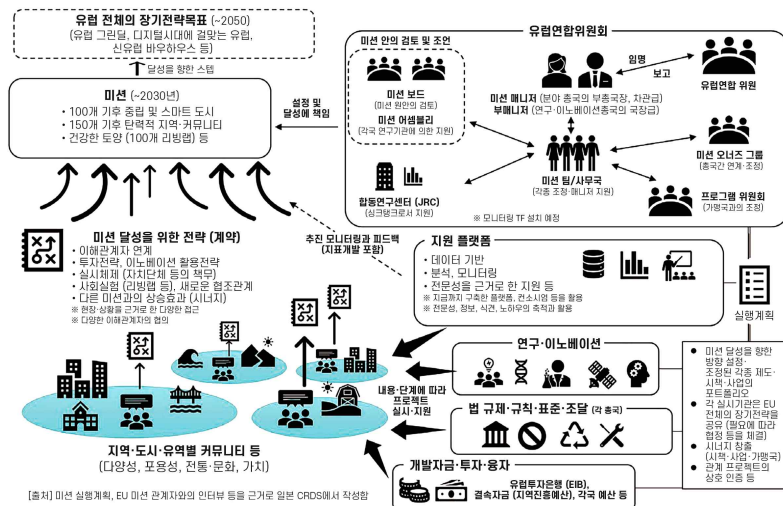 유럽 전체의 장기전략목표 (~2050)
(유럽 그린딜, 디지털시대에 걸맞는 유럽,
신유럽 바우하우스 등)
달성을 향한 스텝
미션 (~2030년)
• 100개 기후 중립 및 스마트 도시
• 150개 기후 탄력적 지역·커뮤니티
• 건강한 토양 (100개 리빙랩) 등
설정 및
달성에 책임
유럽연합위원회
미션 안의 검토 및 조언
미션 보드
(미션 원안의 검토)
미션 어셈블리
(각국 연구기관에 의한 지원)
합동연구센터 (JRC)
(싱크탱크로서 지원)
미션 매니저 (분야 총국의 부총국장, 차관급)
부매니저 (연구·이노베이션총국의 국장급)
임명
보고
유럽연합 위원
미션 팀/사무국
(각종 조정·매니저 지원)
미션 오너즈 그룹
(총국간 연계·조정)
프로그램 위원회
(가맹국과의 조정)
※ 모니터링 TF 설치 예정
미션 달성을 위한 전략 (계약)
• 이해관계자 연계
• 투자전략, 이노베이션 활용전략
• 실시체제 (자치단체 등의 책무)
• 사회실험 (리빙랩 등), 새로운 협조관계
• 다른 미션과의 상승효과 (시너지)
※ 현장·상황을 근거로 한 다양한 접근
※ 다양한 이해관계자의 협의
추진 모니터링과 피드백
(지표개발 포함)
지원 플랫폼
• 데이터 기반
• 분석, 모니터링
• 전문성을 근거로 한 지원 등
※ 지금까지 구축한 플랫폼, 컨소시엄 등을 활용
※ 전문성, 정보, 식견, 노하우의 축적과 활용
실행계획
연구·이노베이션
내용·단계에 따라
프로젝트
실시·지원
법 규제·규칙·표준·조달 (각 총국)
개발자금·투자·융자
유럽투자은행 (EIB),
결속자금 (지역진흥예산), 각국 예산 등
● 미션 달성을 향한
방향 설정·
조정된 각종 제도·
시책·사업의
포트폴리오
● 각 실시기관은 EU
전체의 장기전략을
공유 (필요에 따라
협정 등을 체결)
● 시너지 창출
(시책·사업·가맹국)
● 관계 프로젝트의
상호 인증 등
지역·도시·유역별 커뮤니티 등
(다양성, 포용성, 전통·문화, 가치)
[출처] 미션 실행계획, EU 미션 관계자와의 인터뷰 등을 근거로 일본 CRDS에서 작성함